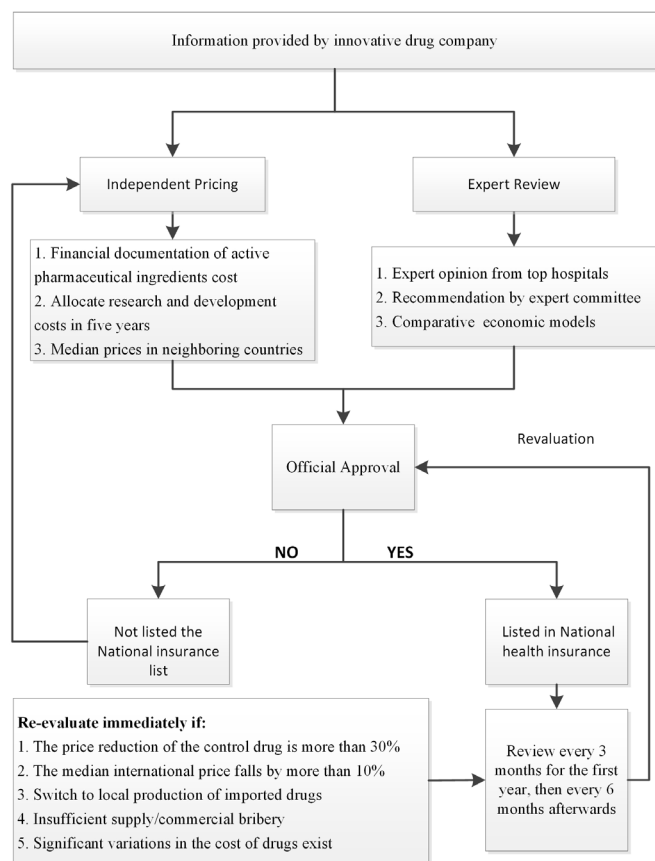 Information provided by innovative drug company
Independent Pricing
Expert Review
1. Financial documentation of active
pharmaceutical ingredients cost
2. Allocate research and development
costs in five years
3. Median prices in neighboring countries
1. Expert opinion from top hospitals
2. Recommendation by expert committee
3. Comparative economic models
Revaluation
Official Approval
NO
YES
Not listed the
National insurance
list
Listed in National
health insurance
Re-evaluate immediately if:
1. The price reduction of the control drug is more than 30%
2. The median international price falls by more than 10%
3. Switch to local production of imported drugs
4. Insufficient supply/commercial bribery
5. Significant variations in the cost of drugs exist
Review every 3
months for the first
year, then every 6
months afterwards